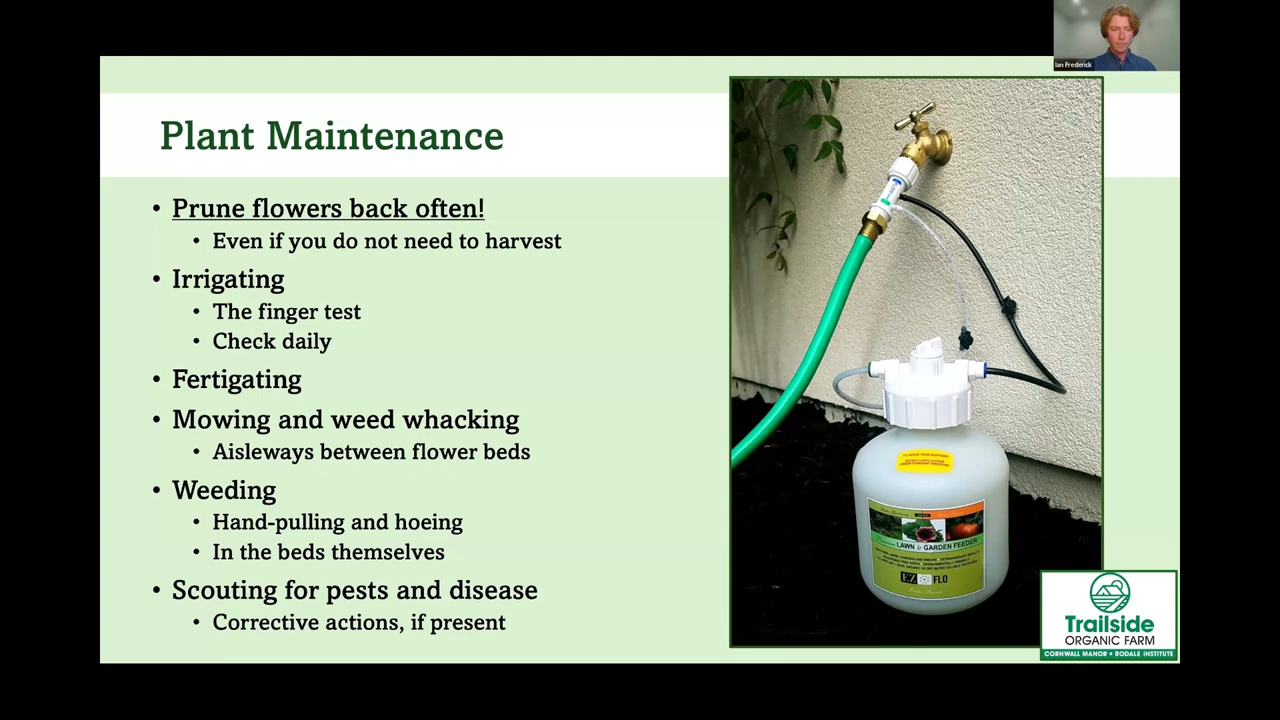 Ian Frederick
Plant Maintenance
• Prune flowers back often!
• Even if you do not need to harvest
• Irrigating
• The finger test
• Check daily
• Fertigating
• Mowing and weed whacking
• Aisleways between flower beds
• Weeding
• Hand-pulling and hoeing
• In the beds themselves
• Scouting for pests and disease
• Corrective actions, if present
LAWN & GARDEN FEEDER
EZ FLO
Trailside
ORGANIC FARM
CORNWALL MANOR • RODALE INSTITUTE